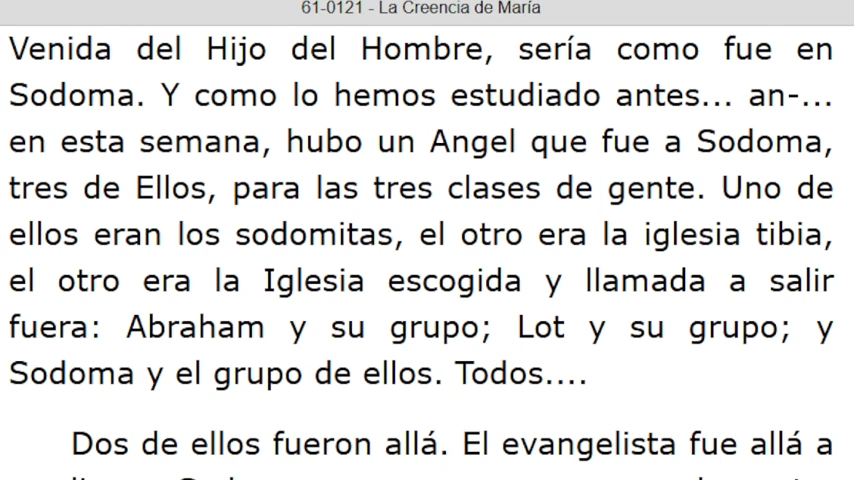 61-0121 - La Creencia de María
Venida del Hijo del Hombre, sería como fue en
Sodoma. Y como lo hemos estudiado antes... an-...
en esta semana, hubo un Angel que fue a Sodoma,
tres de Ellos, para las tres clases de gente. Uno de
ellos eran los sodomitas, el otro era la iglesia tibia,
el otro era la Iglesia escogida y llamada a salir
fuera: Abraham y su grupo; Lot y su grupo; y
Sodoma y el grupo de ellos. Todos....
Dos de ellos fueron allá. El evangelista fue allá a